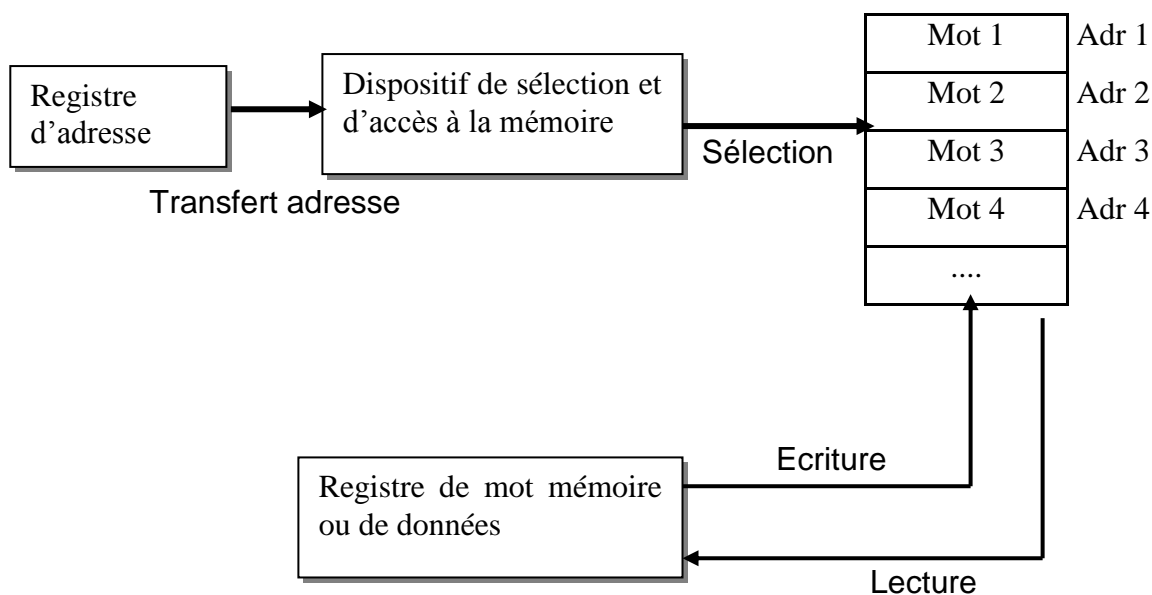 Mot 1 Adr 1
Registre
d’adresse
Dispositif de sélection et
d’accès à la mémoire
Mot 2 Adr 2
Sélection
Mot 3 Adr 3
Transfert adresse
Mot 4 Adr 4
....
Ecriture
Registre de mot mémoire
ou de données
Lecture